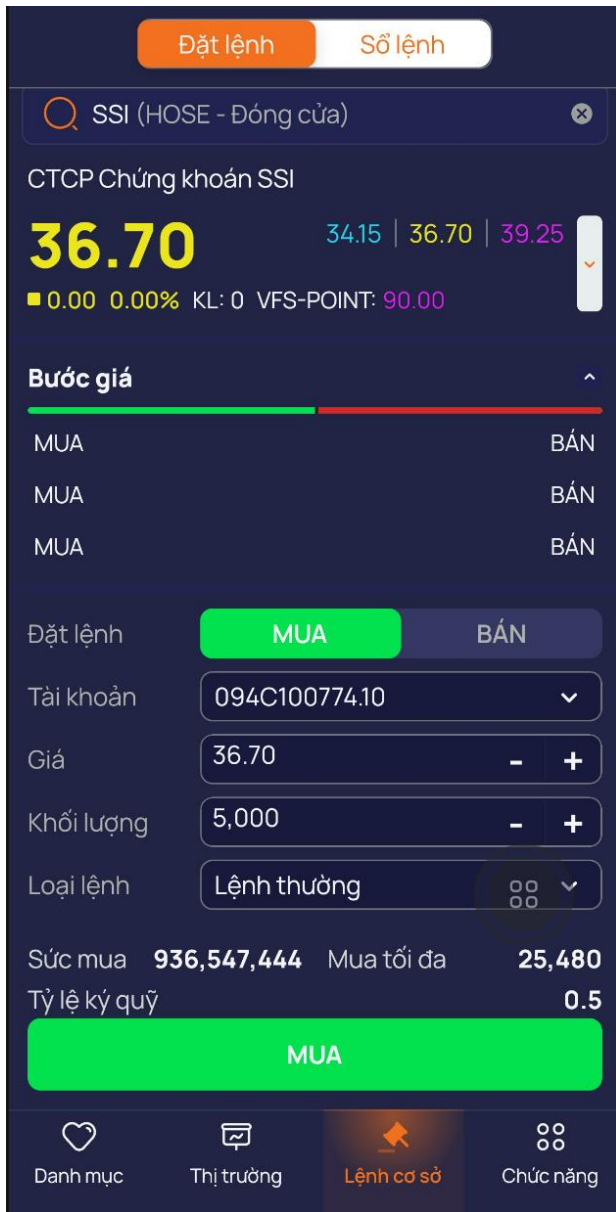 Đặt lệnh Sổ lệnh
SSI (HOSE - Đóng cửa)
CTCP Chứng khoán SSI
36.70 34.15 | 36.70 | 39.25
0.00 0.00% KL: 0 VFS-POINT: 90.00
Bước giá
MUA BÁN
MUA BÁN
MUA BÁN
Đặt lệnh MUA BÁN
Tài khoản 094C100774.10
Giá 36.70 - +
Khối lượng 5,000 - +
Loại lệnh Lệnh thường
Sức mua 936,547,444 Mua tối đa 25,480
Tỷ lệ ký quỹ 0.5
MUA
Danh mục Thị trường Lệnh cơ sở Chức năng